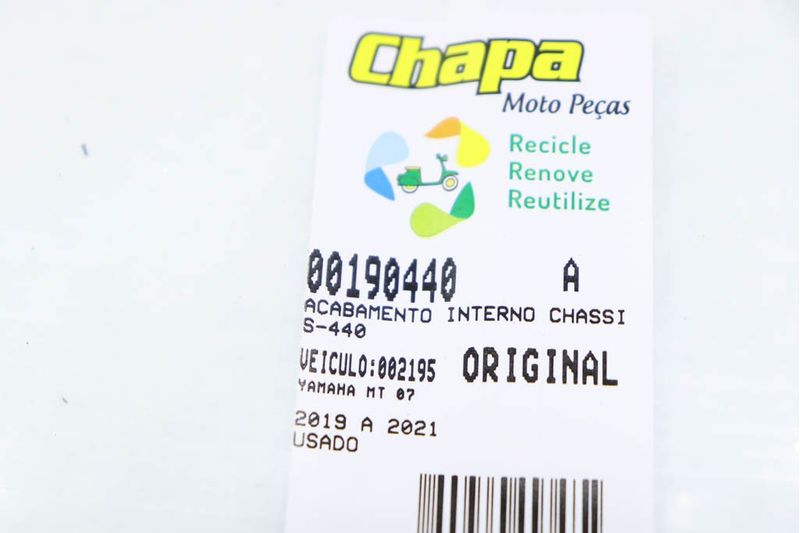 Chapa
Moto Peças
Recicle
Renove
Reutilize
00190440 A
ACABAMENTO INTERNO CHASSI
S-440
VEICULO:002195 ORIGINAL
YAMAHA MT 07
2019 A 2021
USADO